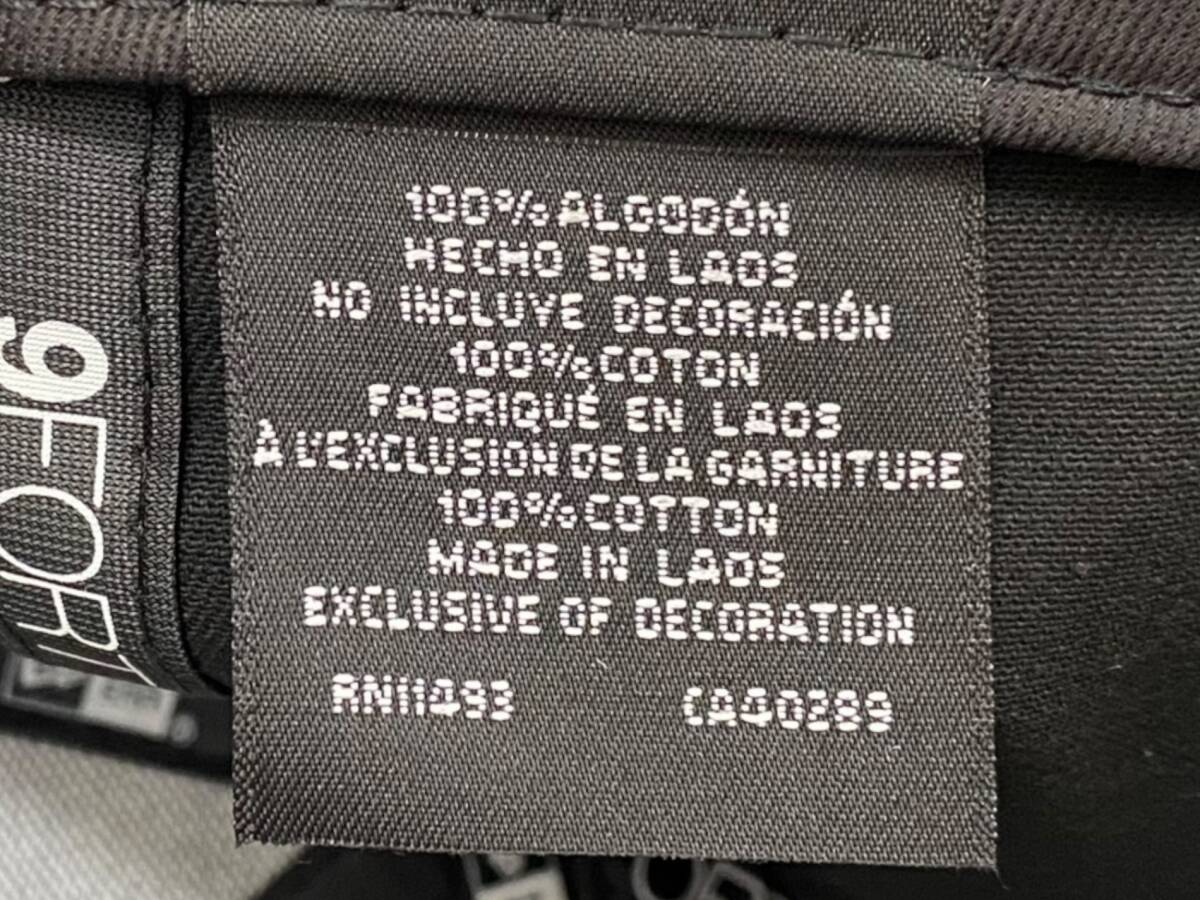 100%ALGODÓN
HECHO EN LAOS
NO INCLUYE DECORACIÓN
100%COTON
FABRIQUÉ EN LAOS
À L'EXCLUSION DE LA GARNITURE
100%COTTON
MADE IN LAOS
EXCLUSIVE OF DECORATION
RN11493 CA40289
9FORT